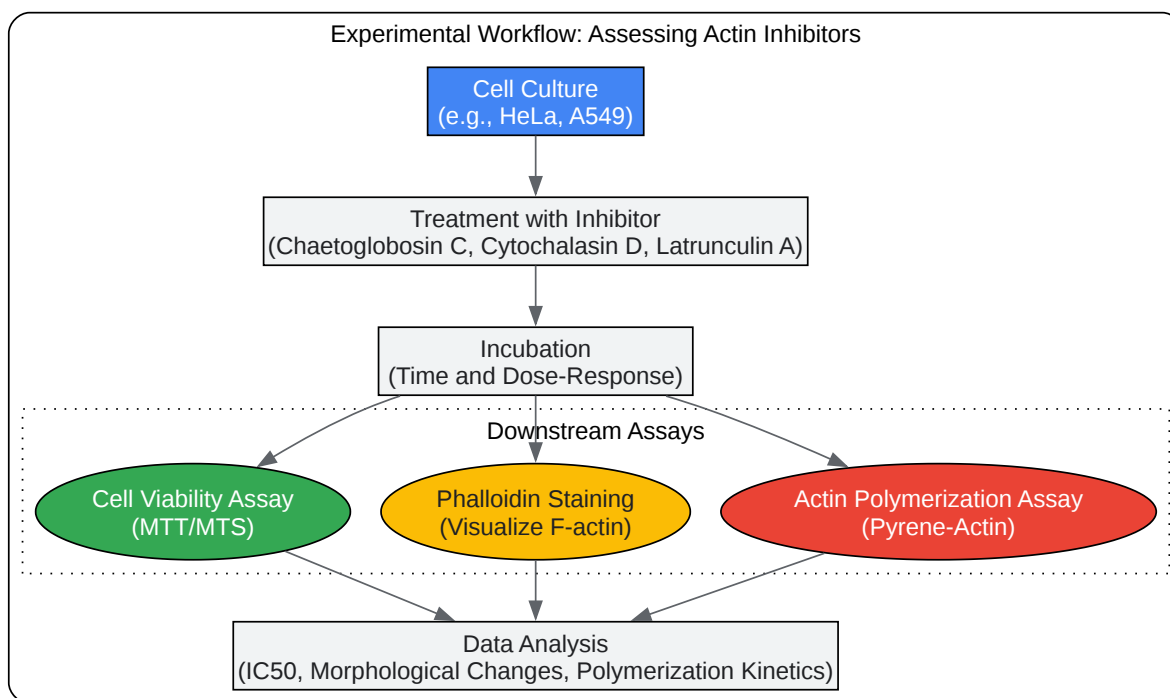 Experimental Workflow: Assessing Actin Inhibitors
Cell Culture
(e.g., HeLa, A549)
Treatment with Inhibitor
(Chaetoglobosin C, Cytochalasin D, Latrunculin A)
Incubation
(Time and Dose-Response)
Downstream Assays
Cell Viability Assay
(MTT/MTS)
Phalloidin Staining
(Visualize F-actin)
Actin Polymerization Assay
(Pyrene-Actin)
Data Analysis
(IC50, Morphological Changes, Polymerization Kinetics)